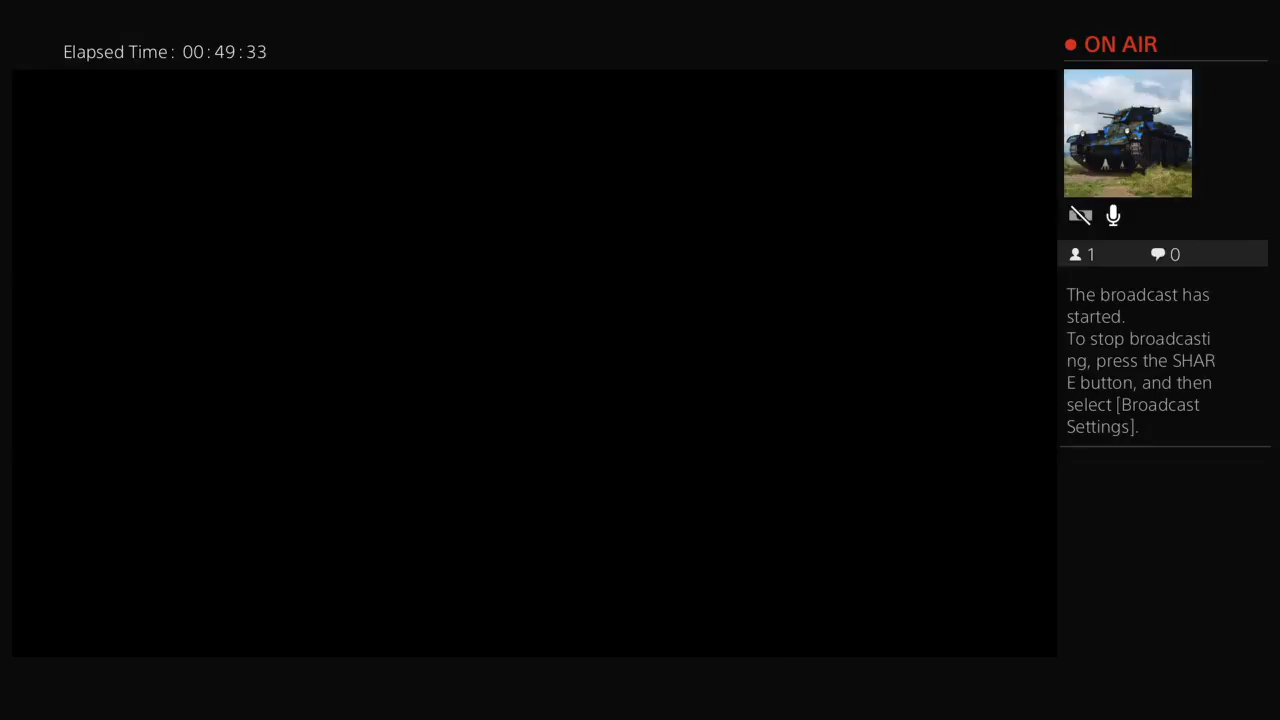 Elapsed Time: 00:49:33
ON AIR
1 0
The broadcast has
started.
To stop broadcasti
ng, press the SHAR
E button, and then
select [Broadcast
Settings].